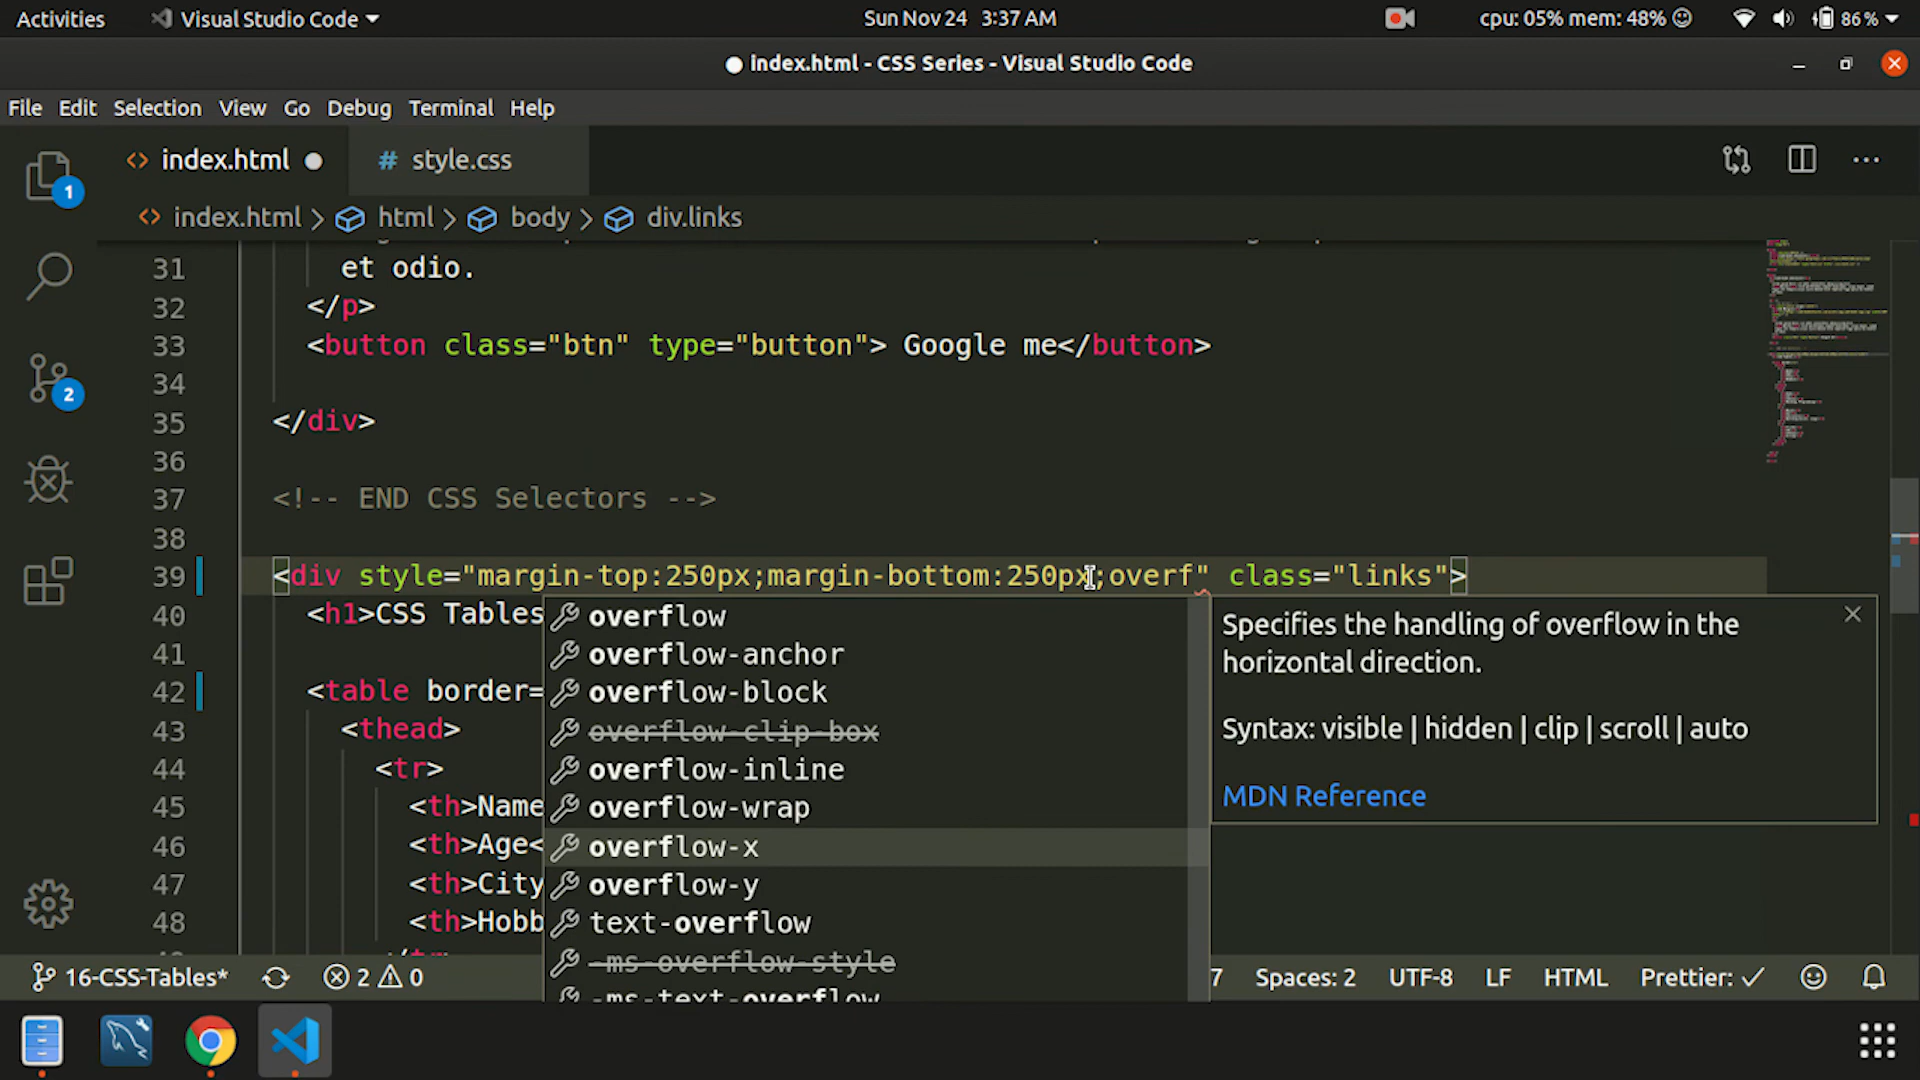 Activities
Visual Studio Code
Sun Nov 24 3:37 AM
cpu: 05% mem: 48%
86 %
index.html - CSS Series - Visual Studio Code
File Edit Selection View Go Debug Terminal Help
index.html
# style.css
index.html > html > body > div.links
31 et odio.
32 </p>
33 <button class="btn" type="button"> Google me</button>
34
35 </div>
36
37 <!-- END CSS Selectors -->
38
39 <div style="margin-top:250px;margin-bottom:250px;overf" class="links">
40 <h1>CSS Tables
41
42 <table border=
43 <thead>
44 <tr>
45 <th>Name
46 <th>Age<
47 <th>City
48 <th>Hobb
overflow
overflow-anchor
overflow-block
overflow-clip-box
overflow-inline
overflow-wrap
overflow-x
overflow-y
text-overflow
-ms-overflow-style
-ms-text-overflow
Specifies the handling of overflow in the
horizontal direction.
Syntax: visible | hidden | clip | scroll | auto
MDN Reference
1
2
16-CSS-Tables*
2
0
7
Spaces: 2
UTF-8
LF
HTML
Prettier: ✓